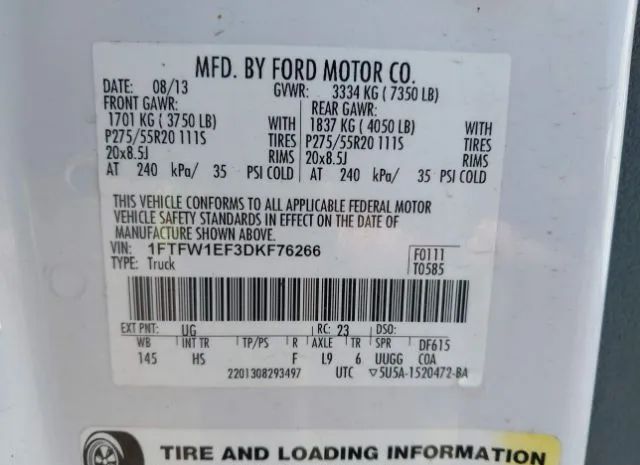 MFD. BY FORD MOTOR CO.
DATE: 08/13 GVWR: 3334 KG ( 7350 LB)
FRONT GAWR: REAR GAWR:
1701 KG ( 3750 LB) WITH 1837 KG ( 4050 LB) WITH
P275/55R20 111S TIRES P275/55R20 111S TIRES
20x8.5J RIMS 20x8.5J RIMS
AT 240 kPa/ 35 PSI COLD AT 240 kPa/ 35 PSI COLD
THIS VEHICLE CONFORMS TO ALL APPLICABLE FEDERAL MOTOR
VEHICLE SAFETY STANDARDS IN EFFECT ON THE DATE OF
MANUFACTURE SHOWN ABOVE.
VIN: 1FTFW1EF3DKF76266 F0111
TYPE: Truck T0585
EXT PNT: UG RC: 23 DSO:
WB INT TR TP/PS R AXLE TR SPR DF615
145 HS F L9 6 UUGG COA
2201308293497 UTC ▽5U5A-1520472-BA
TIRE AND LOADING INFORMATION